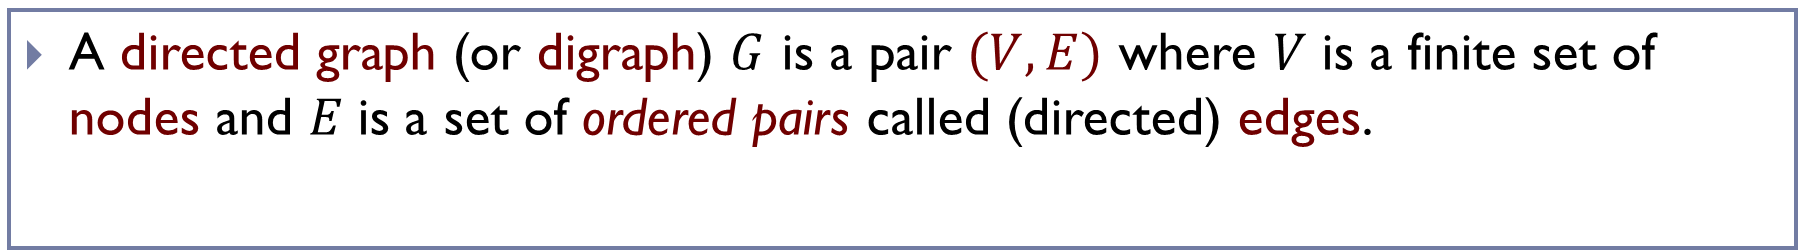 A directed graph (or digraph) G is a pair (V, E) where V is a finite set of
nodes and E is a set of ordered pairs called (directed) edges.